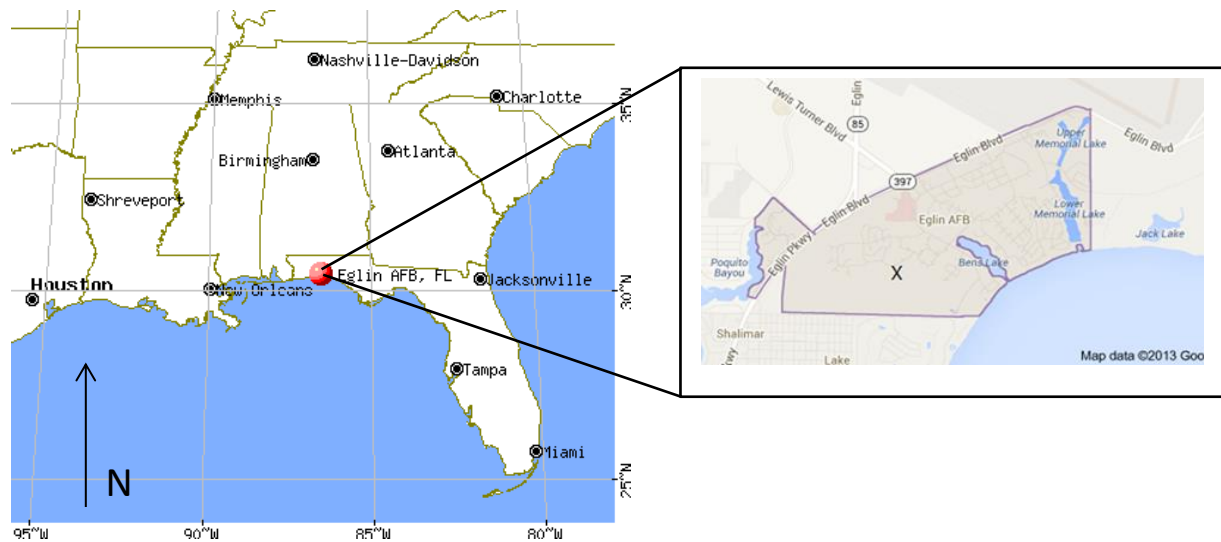 Nashville-Davidson
Memphis
Charlotte
35°N
Birmingham
Atlanta
Shreveport
Eglin AFB, FL
Jacksonville
Houston
New Orleans
30°N
Tampa
Miami
25°N
N
95°W
90°W
85°W
80°W
Lewis Turner Blvd
Eglin
85
Eglin Blvd
Upper
Memorial Lake
Eglin Blvd
397
Eglin Blvd
Eglin AFB
Lower
Memorial Lake
Jack Lake
Eglin Pkwy
Poquito
Bayou
Bens Lake
X
Shalimar
Lake
Pkwy
Map data ©2013 Goo